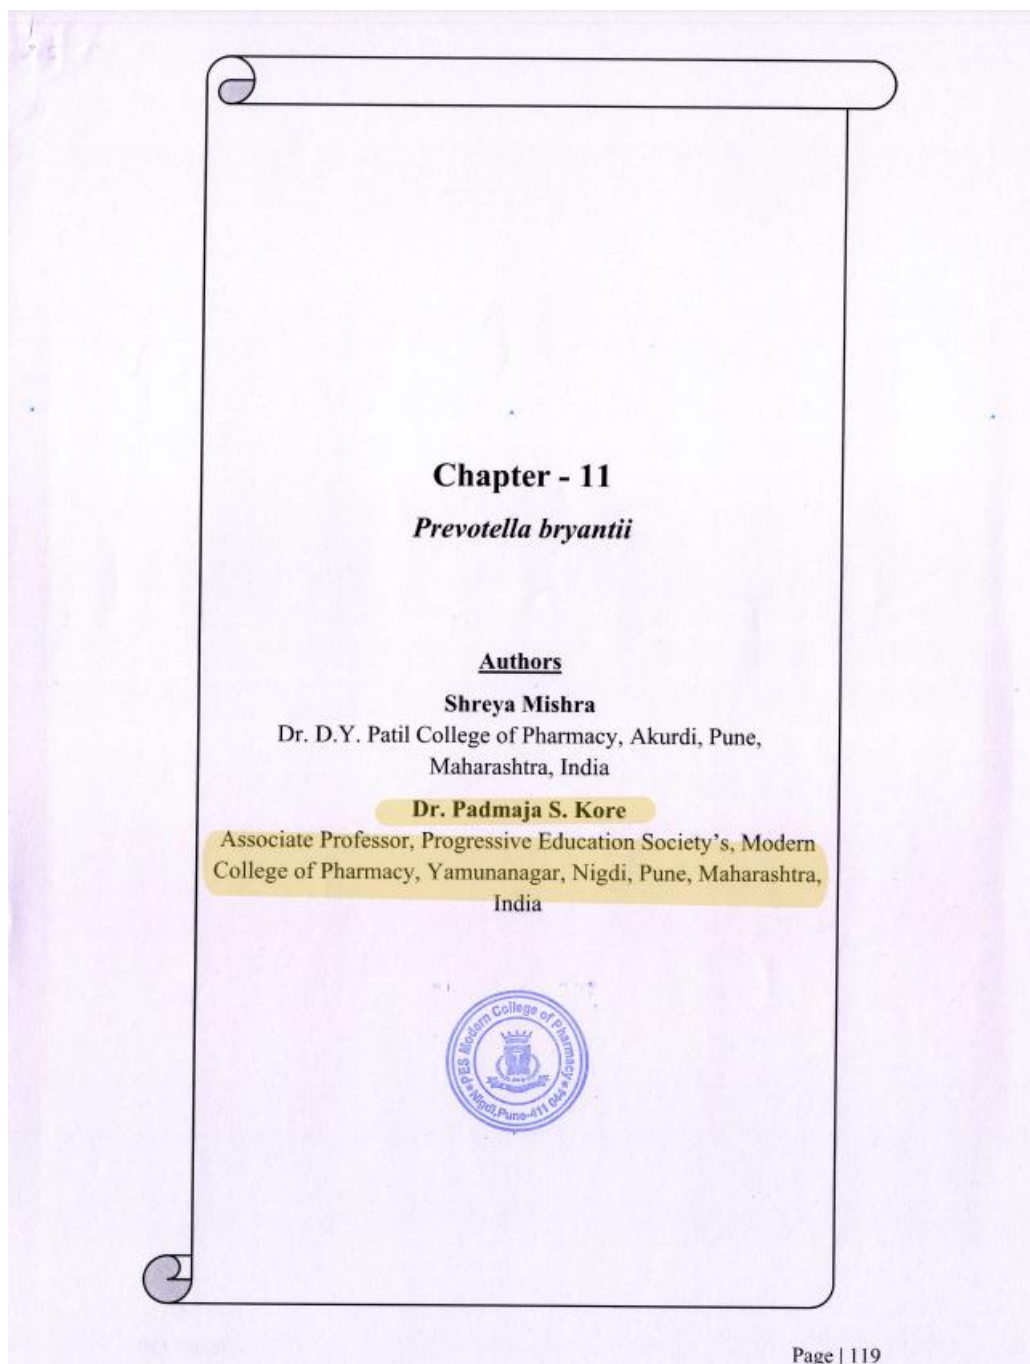 Chapter - 11
Prevotella bryantii
Authors
Shreya Mishra
Dr. D.Y. Patil College of Pharmacy, Akurdi, Pune,
Maharashtra, India
Dr. Padmaja S. Kore
Associate Professor, Progressive Education Society’s, Modern
College of Pharmacy, Yamunanagar, Nigdi, Pune, Maharashtra,
India
★PES Modern College of Pharmacy★
Nigdi,Pune-411 044
Page | 119